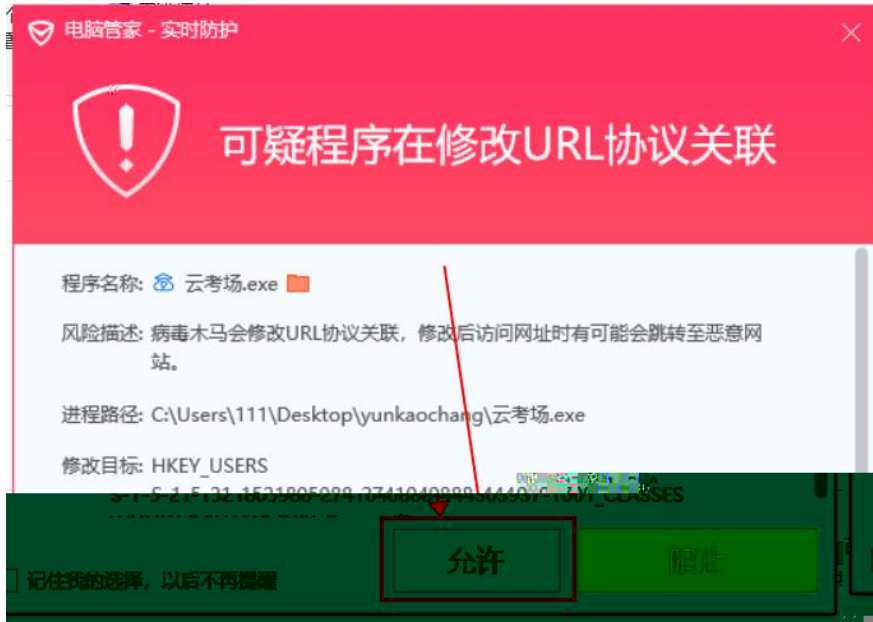 电脑管家 - 实时防护
可疑程序在修改URL协议关联
程序名称: 云考场.exe
风险描述: 病毒木马会修改URL协议关联，修改后访问网址时有可能会跳转至恶意网
站。
进程路径: C:\Users\111\Desktop\yunkaochang\云考场.exe
修改目标: HKEY_USERS
记住我的选择，以后不再提醒
允许
阻止